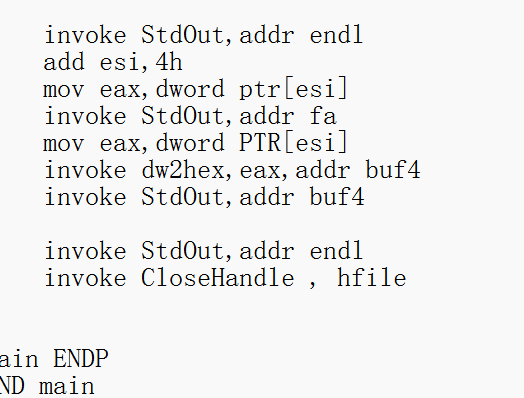 invoke StdOut,addr endl
add esi,4h
mov eax,dword ptr[esi]
invoke StdOut,addr fa
mov eax,dword PTR[esi]
invoke dw2hex,eax,addr buf4
invoke StdOut,addr buf4
invoke StdOut,addr endl
invoke CloseHandle , hfile
ain ENDP
ND main